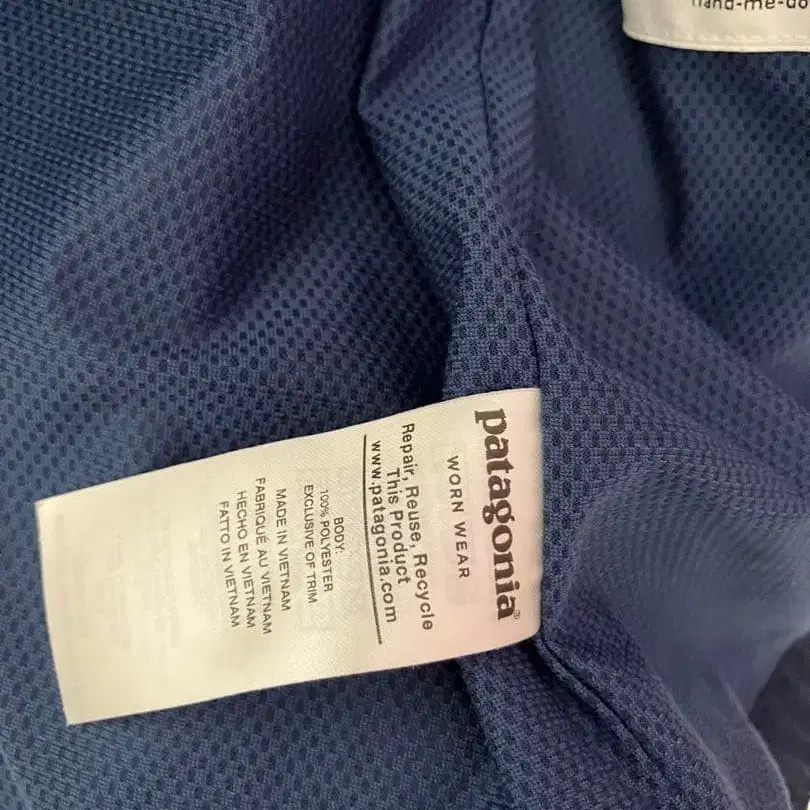 hand-me-do
patagonia®
WORN WEAR
Repair, Reuse, Recycle
This Product
www.patagonia.com
BODY:
100% POLYESTER
EXCLUSIVE OF TRIM
MADE IN VIETNAM
FABRIQUÉ AU VIETNAM
HECHO EN VIETNAM
FATTO IN VIETNAM